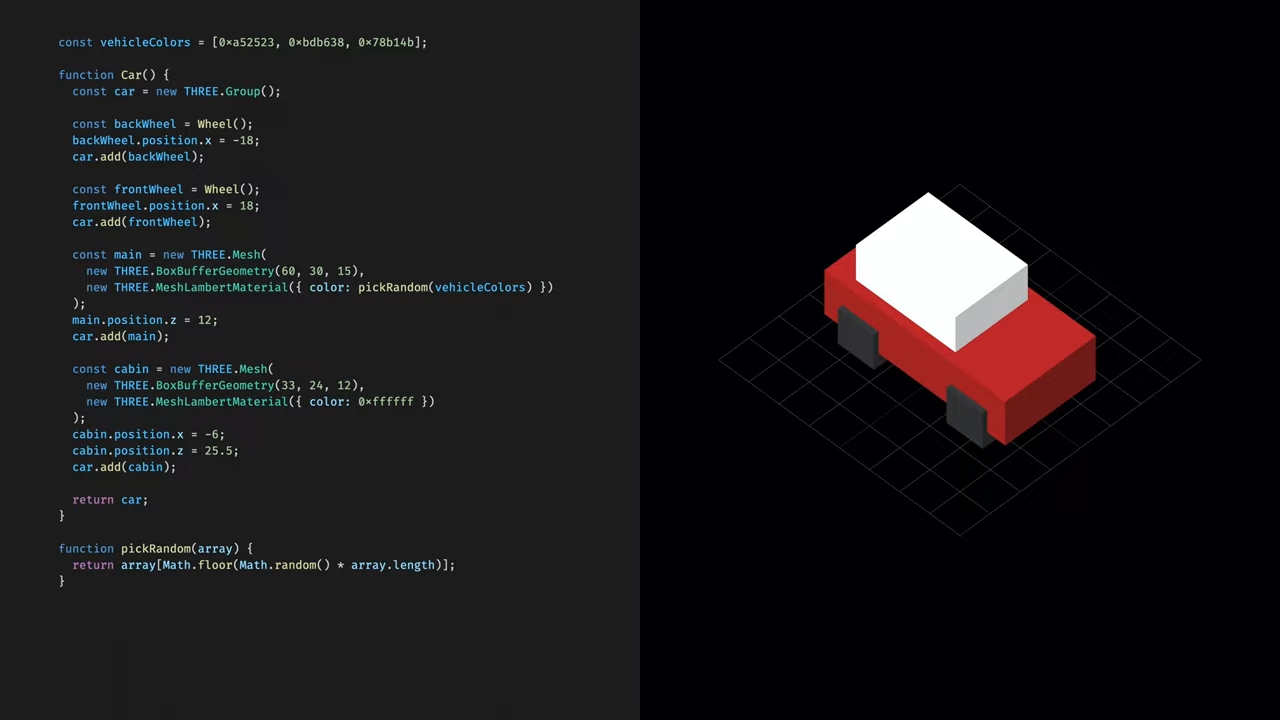 const vehicleColors = [0xa52523, 0xbdb638, 0x78b14b];
function Car() {
  const car = new THREE.Group();
  const backWheel = Wheel();
  backWheel.position.x = -18;
  car.add(backWheel);
  const frontWheel = Wheel();
  frontWheel.position.x = 18;
  car.add(frontWheel);
  const main = new THREE.Mesh(
    new THREE.BoxBufferGeometry(60, 30, 15),
    new THREE.MeshLambertMaterial({ color: pickRandom(vehicleColors) })
  );
  main.position.z = 12;
  car.add(main);
  const cabin = new THREE.Mesh(
    new THREE.BoxBufferGeometry(33, 24, 12),
    new THREE.MeshLambertMaterial({ color: 0xffffff })
  );
  cabin.position.x = -6;
  cabin.position.z = 25.5;
  car.add(cabin);
  return car;
}
function pickRandom(array) {
  return array[Math.floor(Math.random() * array.length)];
}